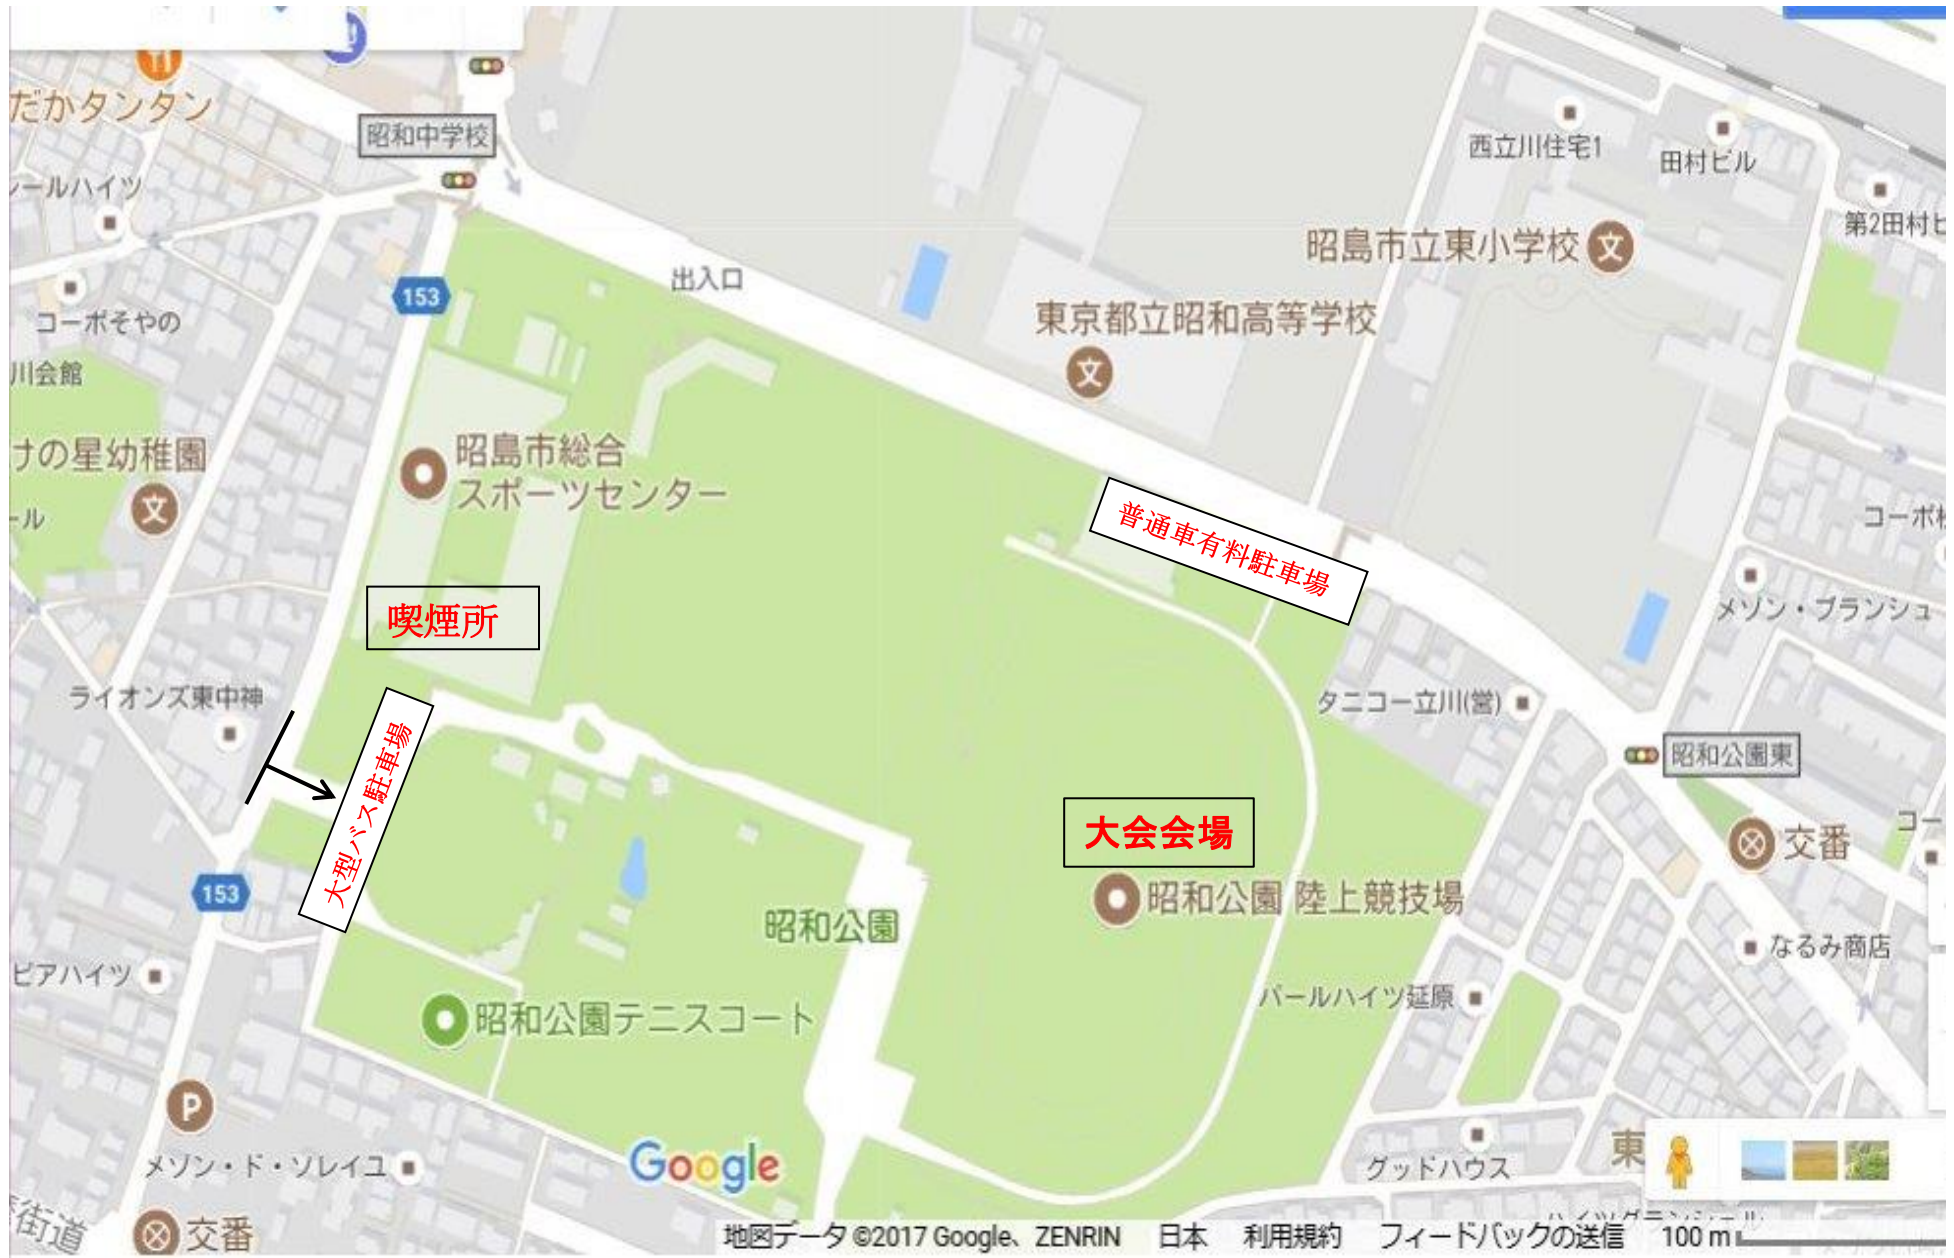 だかタンタン
昭和中学校
西立川住宅1
田村ビル
ールハイツ
第2田村ビ
昭島市立東小学校
文
出入口
153
東京都立昭和高等学校
文
コーポそやの
川会館
昭島市総合
スポーツセンター
けの星幼稚園
文
ール
普通車有料駐車場
コーポ
喫煙所
メゾン・ブランシュ
ライオンズ東中神
タニコー立川(営)
大型バス駐車場
昭和公園東
大会会場
交番
コー
153
昭和公園 陸上競技場
昭和公園
なるみ商店
ピアハイツ
パールハイツ延原
昭和公園テニスコート
P
メゾン・ド・ソレイユ
Google
グッドハウス
東
街道
交番
地図データ ©2017 Google、ZENRIN 日本 利用規約 フィードバックの送信 100 m